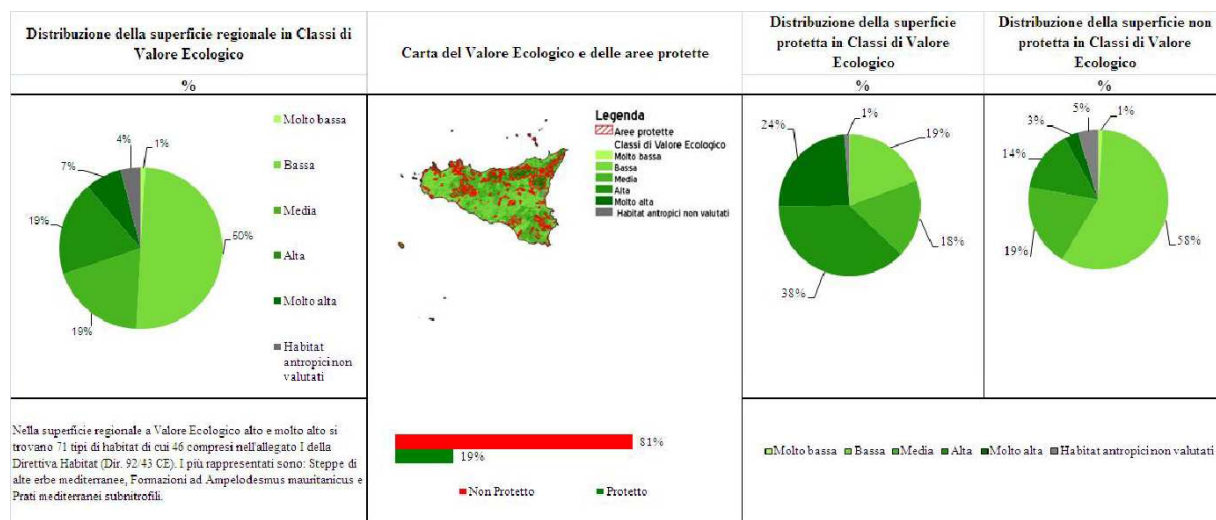 Distribuzione della superficie regionale in Classi di
Valore Ecologico
%
Molto bassa
Bassa
Media
Alta
Molto alta
Habitat
antropici non
valutati
4%
1%
7%
19%
60%
19%
Nella superficie regionale a Valore Ecologico alto e molto alto si
trovano 71 tipi di habitat di cui 46 compresi nell'allegato I della
Direttiva Habitat (Dir. 92/43 CE). I più rappresentati sono: Steppe di
alte erbe mediterranee, Formazioni ad Ampelodesmus mauritanicus e
Prati mediterranei subnitrofili.
Carta del Valore Ecologico e delle aree protette
Legenda
Aree protette
Classi di Valore Ecologico
Molto bassa
Bassa
Media
Alta
Molto alta
Habitat antropici non valutati
81%
19%
Non Protetto
Protetto
Distribuzione della superficie
protetta in Classi di Valore
Ecologico
%
1%
24%
19%
18%
38%
Distribuzione della superficie non
protetta in Classi di Valore
Ecologico
%
5%
1%
3%
14%
19%
58%
Molto bassa Bassa Media Alta Molto alta Habitat antropici non valutati